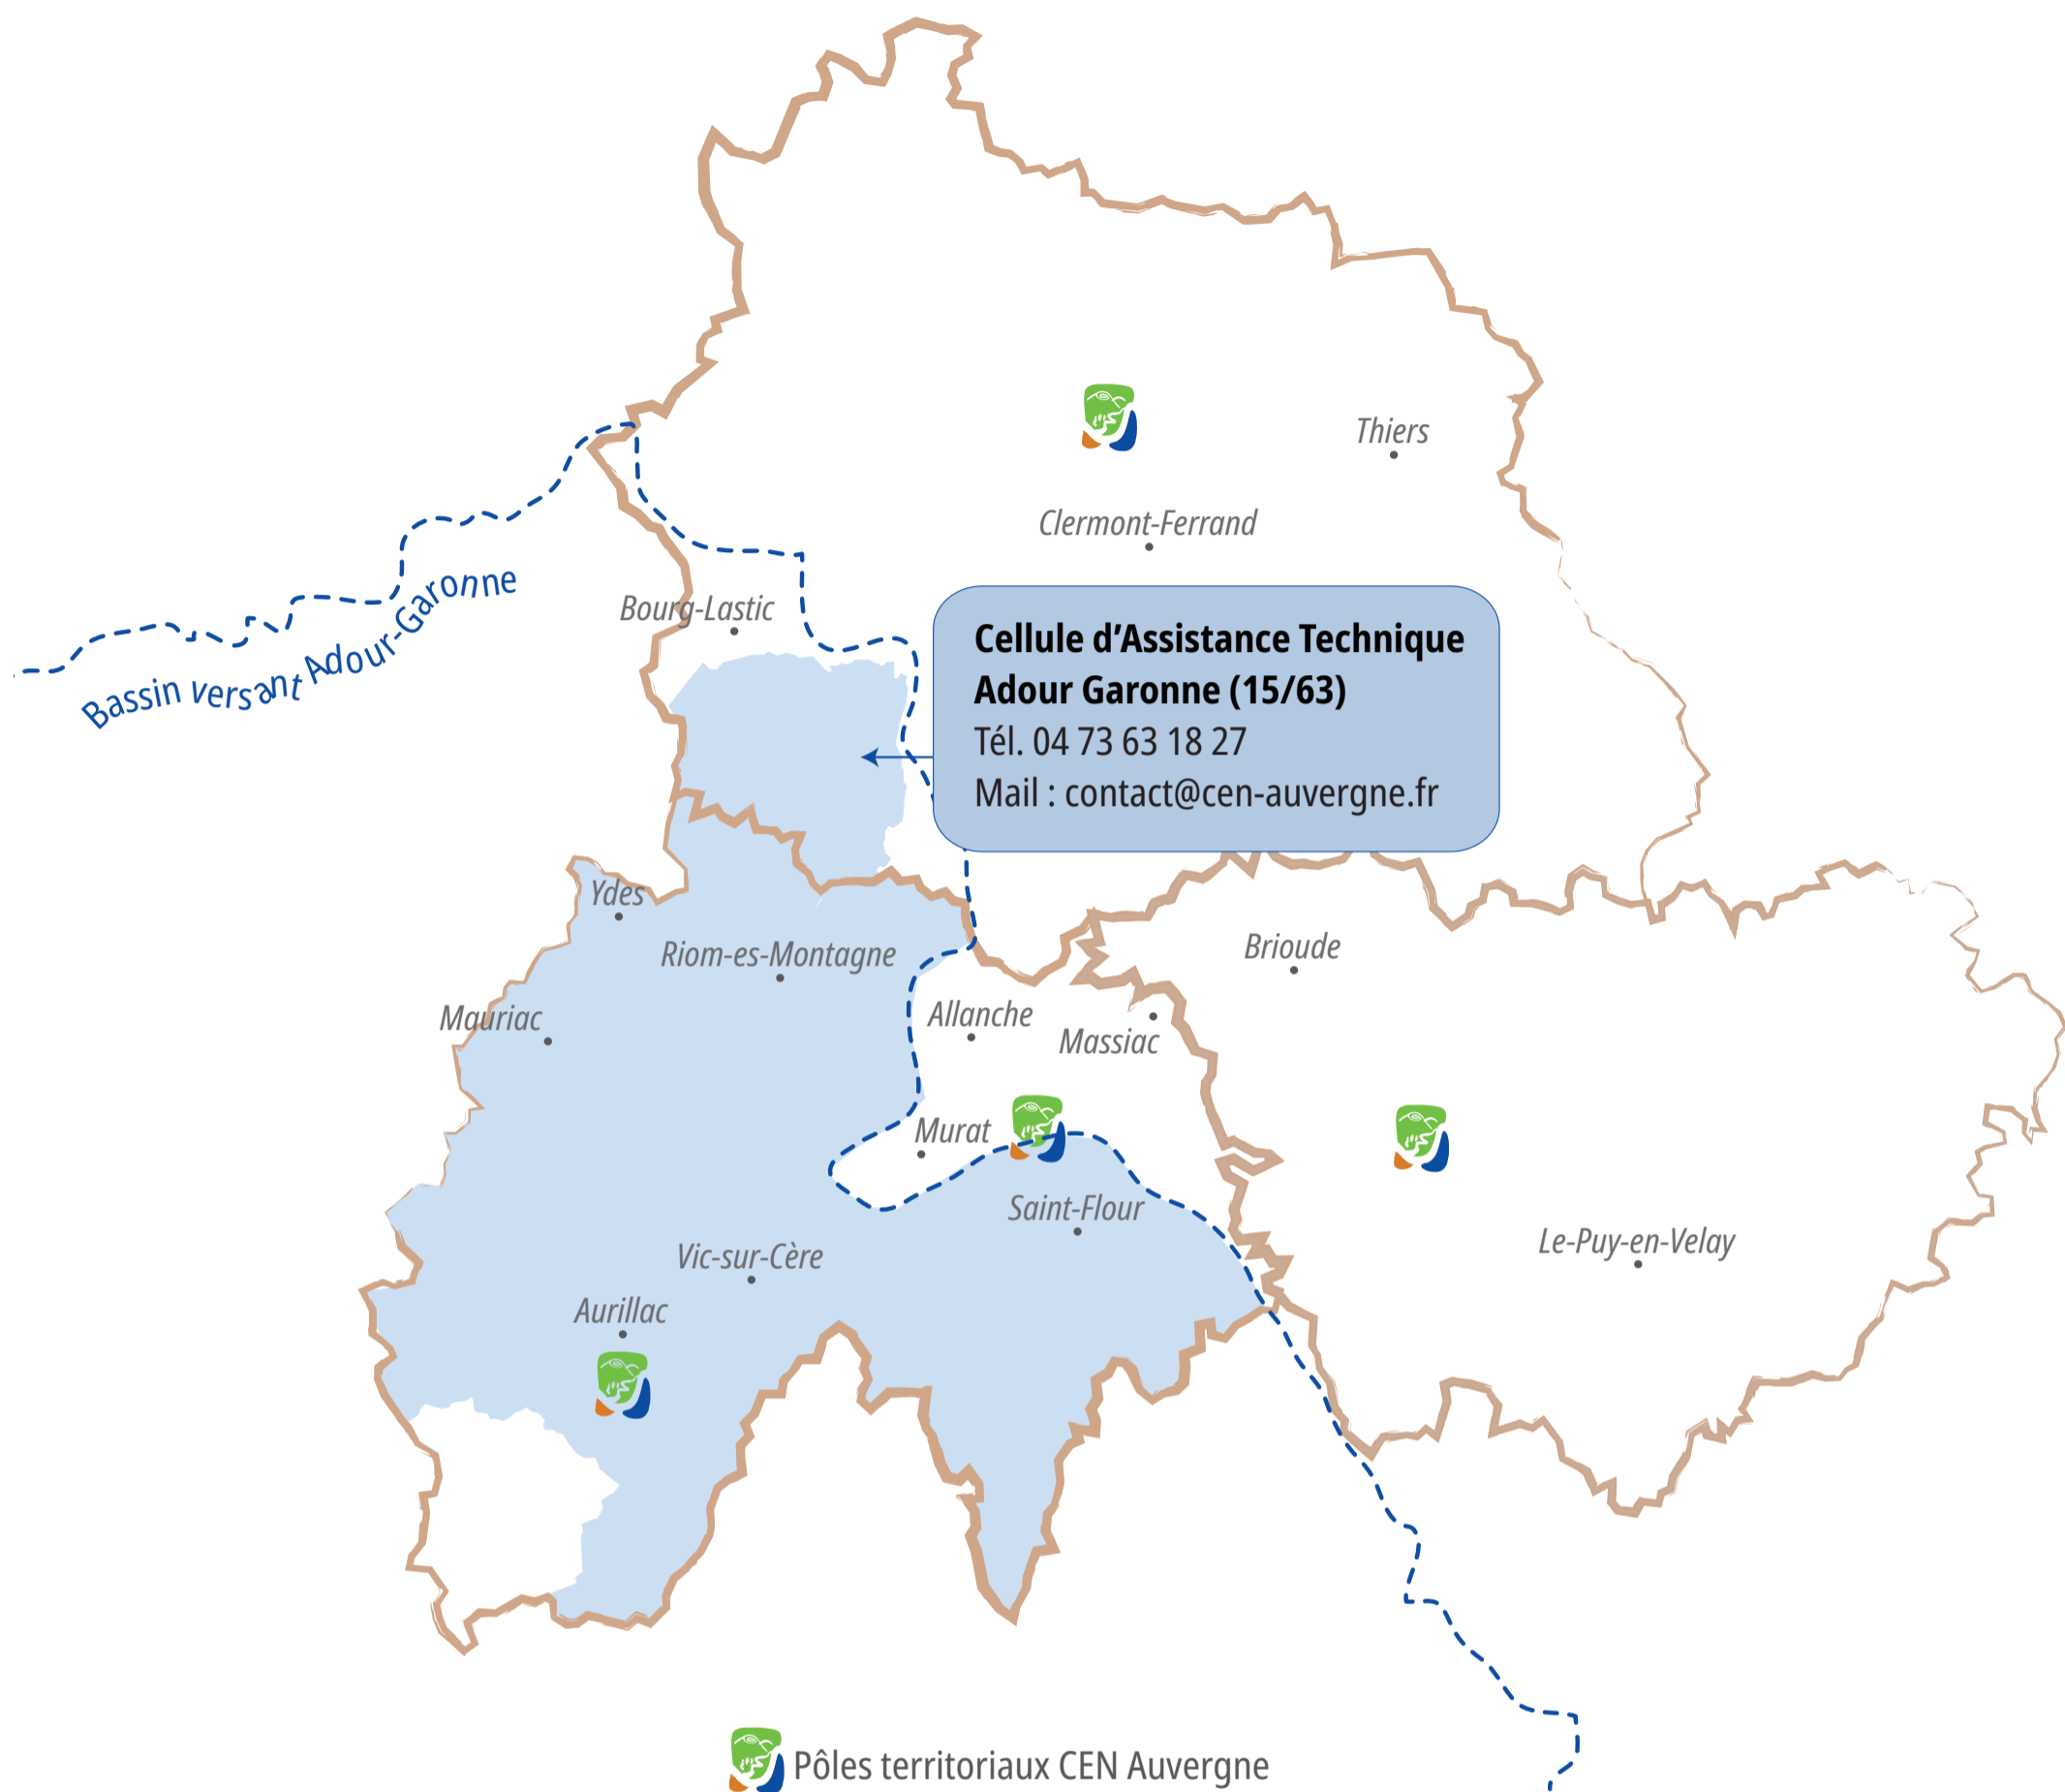 Thiers
Clermont-Ferrand
Bassin versant Adour-Garonne
Bourg-Lastic
Cellule d’Assistance Technique
Adour Garonne (15/63)
Tél. 04 73 63 18 27
Mail : contact@cen-auvergne.fr
Ydes
Riom-es-Montagne
Brioude
Mauriac
Allanche
Massiac
Murat
Saint-Flour
Le-Puy-en-Velay
Vic-sur-Cère
Aurillac
Pôles territoriaux CEN Auvergne